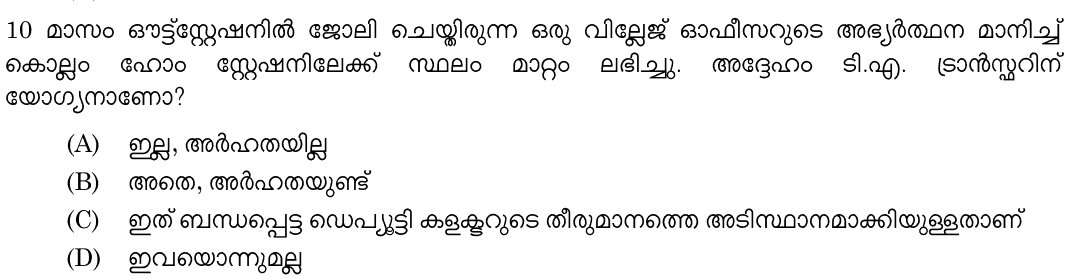 10 മാസം ഔട്ട്സ്റ്റേഷനിൽ ജോലി ചെയ്തിരുന്ന ഒരു വില്ലേജ് ഓഫീസറുടെ അഭ്യർത്ഥന മാനിച്ച്
കൊല്ലം ഹോം സ്റ്റേഷനിലേക്ക് സ്ഥലം മാറ്റം ലഭിച്ചു. അദ്ദേഹം ടി.എ. ട്രാൻസ്ഫറിന്
യോഗ്യനാണോ?
(A) ഇല്ല, അർഹതയില്ല
(B) അതെ, അർഹതയുണ്ട്
(C) ഇത് ബന്ധപ്പെട്ട ഡെപ്യൂട്ടി കളക്ടറുടെ തീരുമാനത്തെ അടിസ്ഥാനമാക്കിയുള്ളതാണ്
(D) ഇവയൊന്നുമല്ല